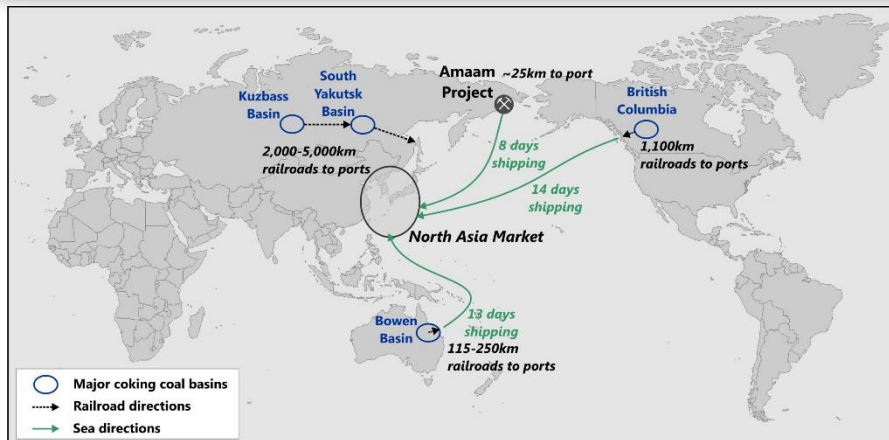 Amaam
Project
~25km to port
South
Yakutsk
Basin
Kuzbass
Basin
British
Columbia
2,000-5,000km
railroads to ports
1,100km
railroads to ports
8 days
shipping
14 days
shipping
North Asia Market
13 days
shipping
Bowen
Basin
115-250km
railroads to ports
Major coking coal basins
Railroad directions
Sea directions